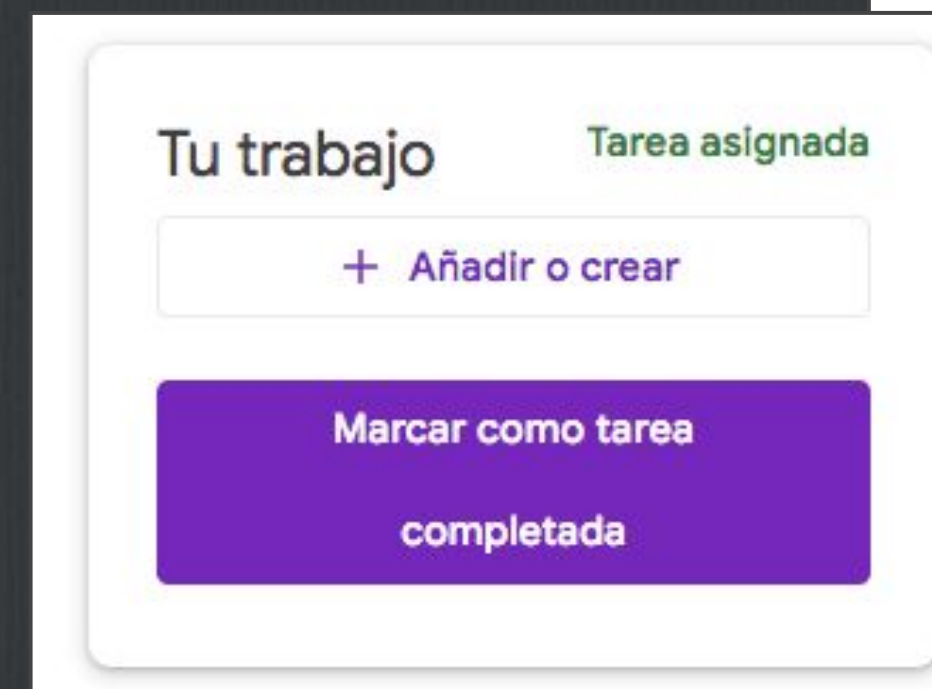 Tu trabajo
Tarea asignada
+ Añadir o crear
Marcar como tarea
completada